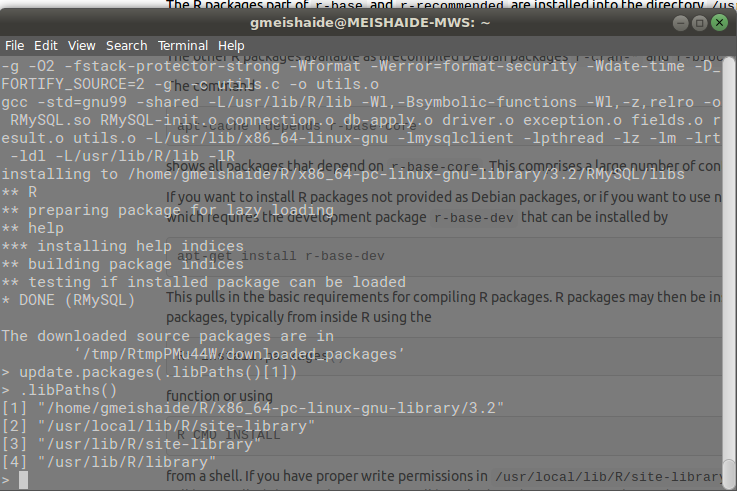 The R packages part of r-base and r-recommended are installed into the directory /us
gmeishaide@MEISHAIDE-MWS: ~
File Edit View Search Terminal Help
The other R packages available as precompiled Debian packages r-cran-* and r-bioc
-g -O2 -fstack-protector-strong -Wformat -Werror=format-security -Wdate-time -D_
FORTIFY_SOURCE=2 -g -c utils.c -o utils.o
The command
gcc -std=gnu99 -shared -L/usr/lib/R/lib -Wl,-Bsymbolic-functions -Wl,-z,relro -o
RMySQL.so RMySQL-init.o connection.o db-apply.o driver.o exception.o fields.o r
apt-cache rdepends r-base-core
esult.o utils.o -L/usr/lib/x86_64-linux-gnu -lmysqlclient -lpthread -lz -lm -lrt
-ldl -L/usr/lib/R/lib -lR
shows all packages that depend on r-base-core. This comprises a large number of con
installing to /home/gmeishaide/R/x86_64-pc-linux-gnu-library/3.2/RMySQL/libs
** R
If you want to install R packages not provided as Debian packages, or if you want to use n
** preparing package for lazy loading
which requires the development package r-base-dev that can be installed by
** help
*** installing help indices
apt-get install r-base-dev
** building package indices
** testing if installed package can be loaded
* DONE (RMySQL)
This pulls in the basic requirements for compiling R packages. R packages may then be in
packages, typically from inside R using the
The downloaded source packages are in
‘/tmp/RtmpPMu44W/downloaded_packages’
> update.packages(.libPaths()[1])
> .libPaths()
function or using
[1] "/home/gmeishaide/R/x86_64-pc-linux-gnu-library/3.2"
[2] "/usr/local/lib/R/site-library"
R CMD INSTALL
[3] "/usr/lib/R/site-library"
[4] "/usr/lib/R/library"
>
from a shell. If you have proper write permissions in /usr/local/lib/R/site-library